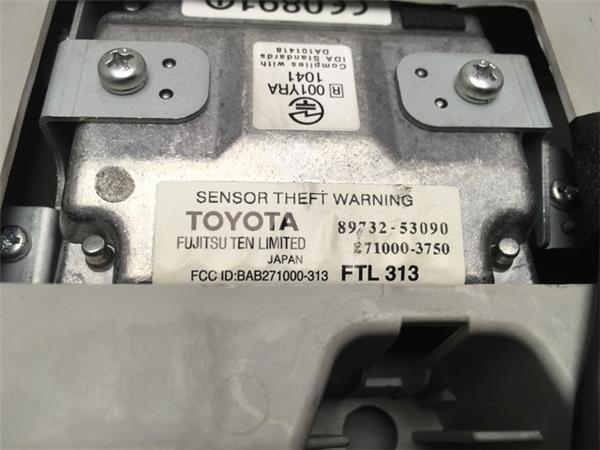 CE0891
Complies with
IDA Standards
DA101418
R 001YRA
1041
SENSOR THEFT WARNING
TOYOTA 89732-53090
FUJITSU TEN LIMITED 271000-3750
JAPAN
FCC ID:BAB271000-313 FTL 313